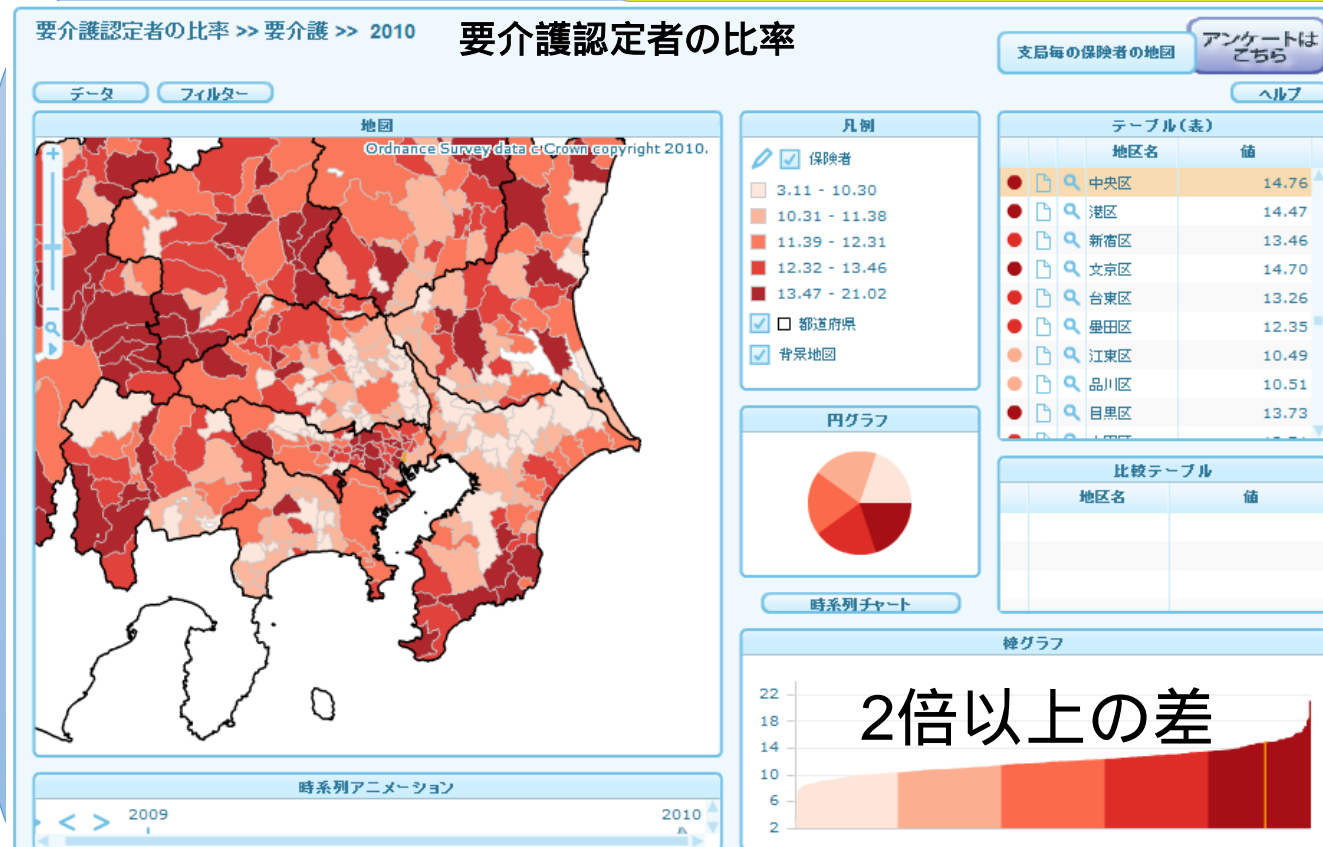 要介護認定者の比率 >> 要介護 >> 2010
要介護認定者の比率
支局毎の保険者の地図
アンケートは
こちら
データ
フィルター
ヘルプ
地図
Ordnance Survey data c Crown copyright 2010.
凡例
保険者
3.11 - 10.30
10.31 - 11.38
11.39 - 12.31
12.32 - 13.46
13.47 - 21.02
都道府県
背景地図
テーブル(表)
地区名 値
中央区 14.76
港区 14.47
新宿区 13.46
文京区 14.70
台東区 13.26
墨田区 12.35
江東区 10.49
品川区 10.51
目黒区 13.73
円グラフ
比較テーブル
地区名 値
時系列チャート
棒グラフ
2倍以上の差
22
18
14
10
6
2
時系列アニメーション
2009 2010